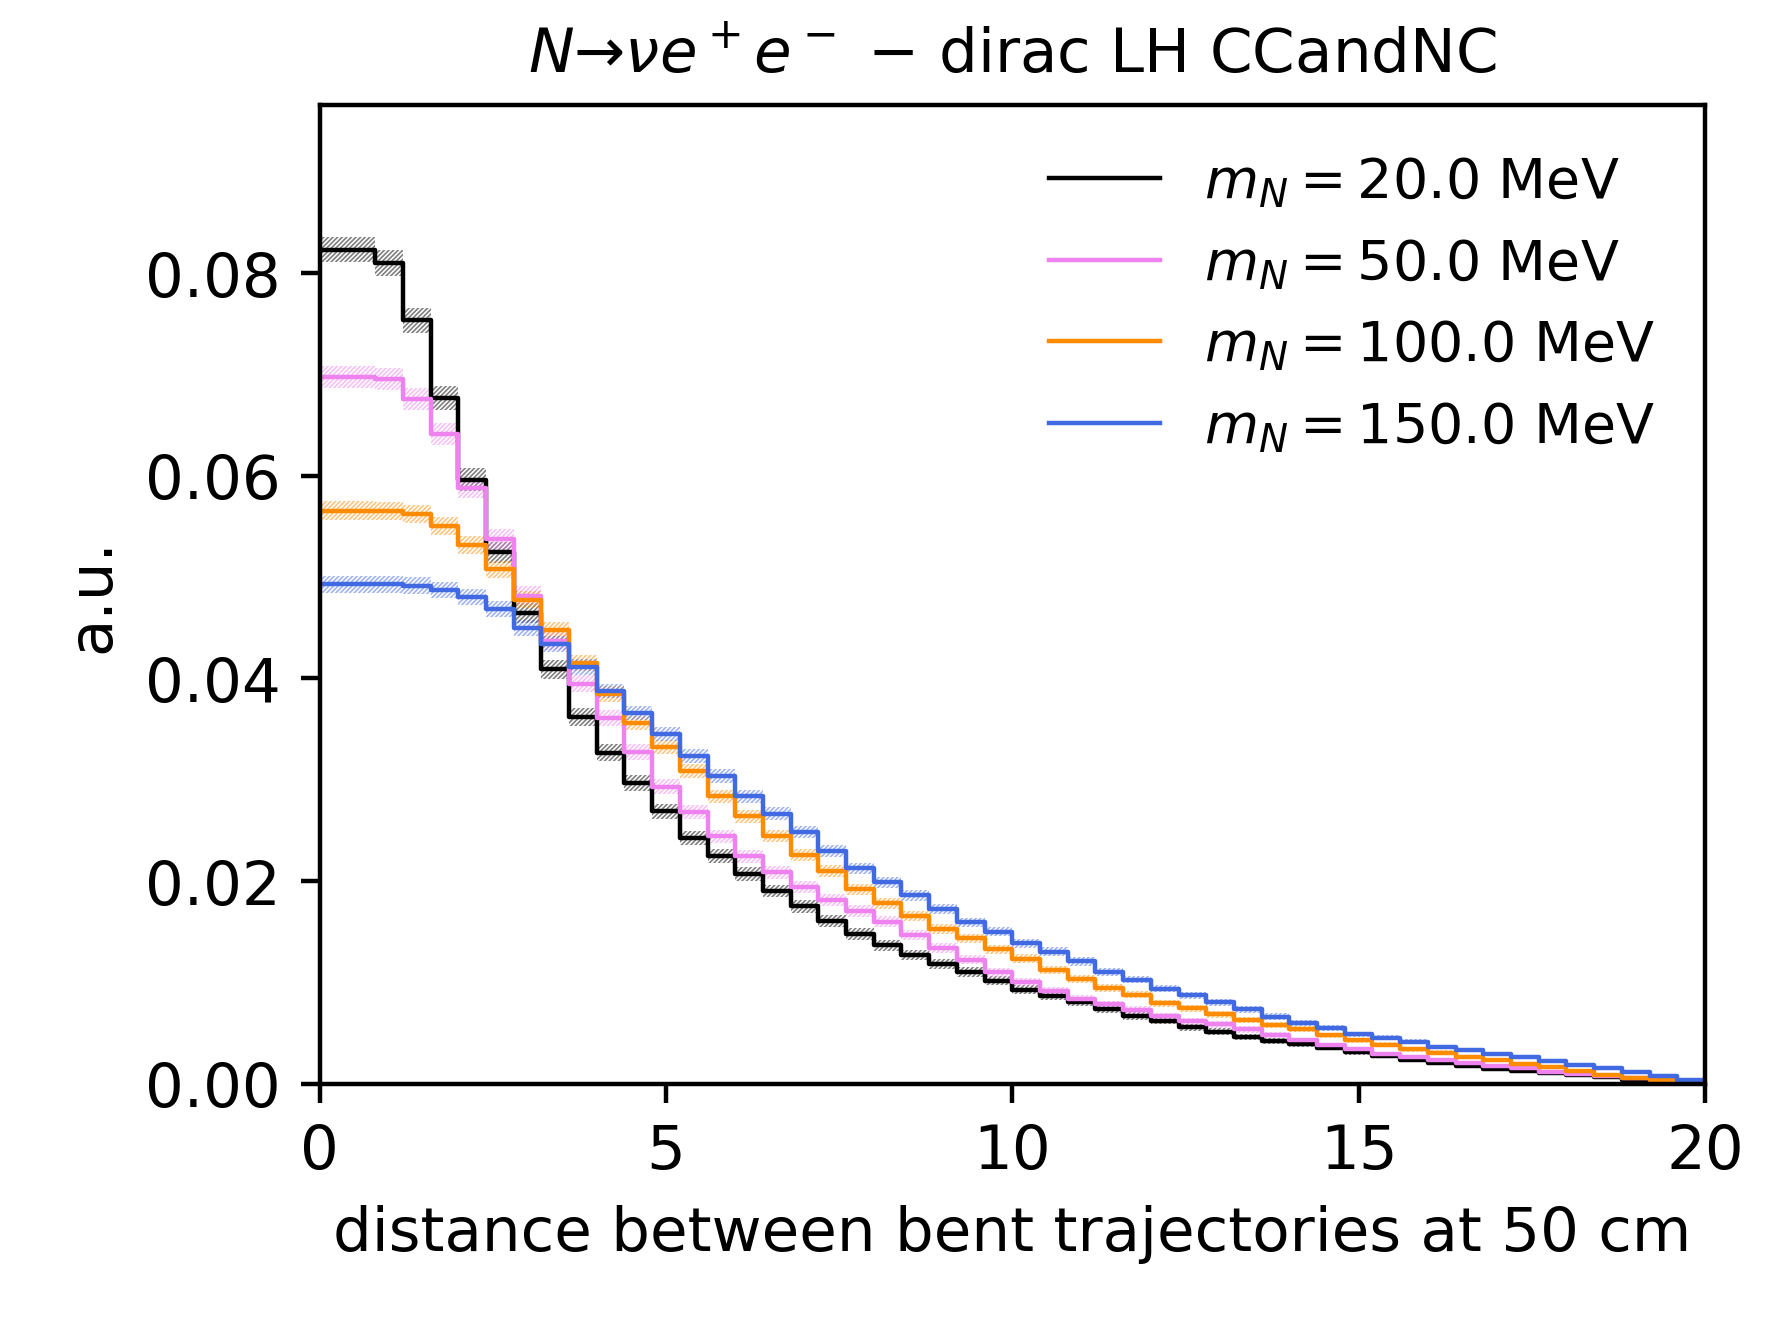 N→νe⁺e⁻ − dirac LH CCandNC
m_N = 20.0 MeV
m_N = 50.0 MeV
m_N = 100.0 MeV
m_N = 150.0 MeV
a.u.
0.08
0.06
0.04
0.02
0.00
0 5 10 15 20
distance between bent trajectories at 50 cm